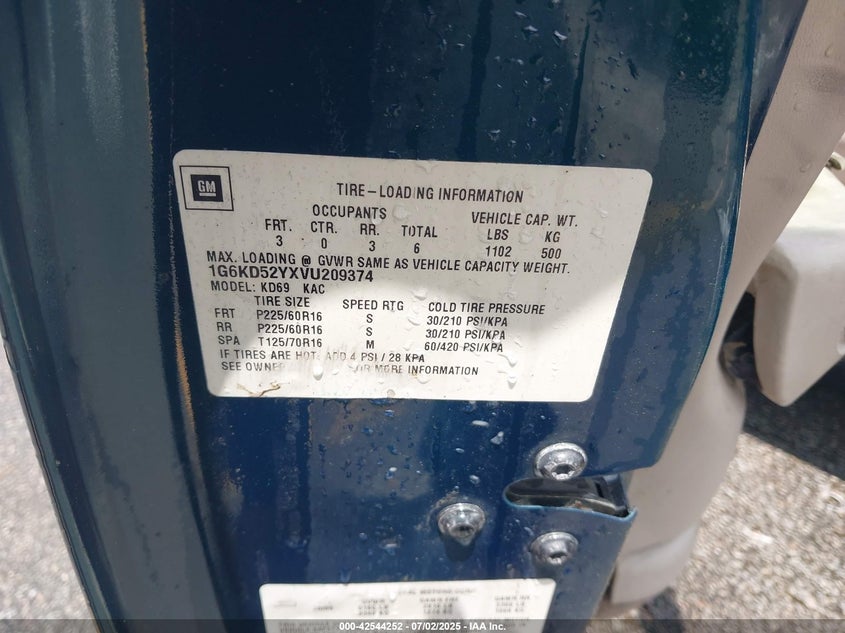 GM
TIRE-LOADING INFORMATION
OCCUPANTS VEHICLE CAP. WT.
FRT. CTR. RR. TOTAL LBS KG
3 0 3 6 1102 500
MAX. LOADING @ GVWR SAME AS VEHICLE CAPACITY WEIGHT.
1G6KD52YXVU209374
MODEL: KD69 KAC
TIRE SIZE SPEED RTG COLD TIRE PRESSURE
FRT P225/60R16 S 30/210 PSI/KPA
RR P225/60R16 S 30/210 PSI/KPA
SPA T125/70R16 M 60/420 PSI/KPA
IF TIRES ARE HOT, ADD 4 PSI / 28 KPA
SEE OWNER FOR MORE INFORMATION
000-42544252 - 07/02/2025 - IAA Inc.